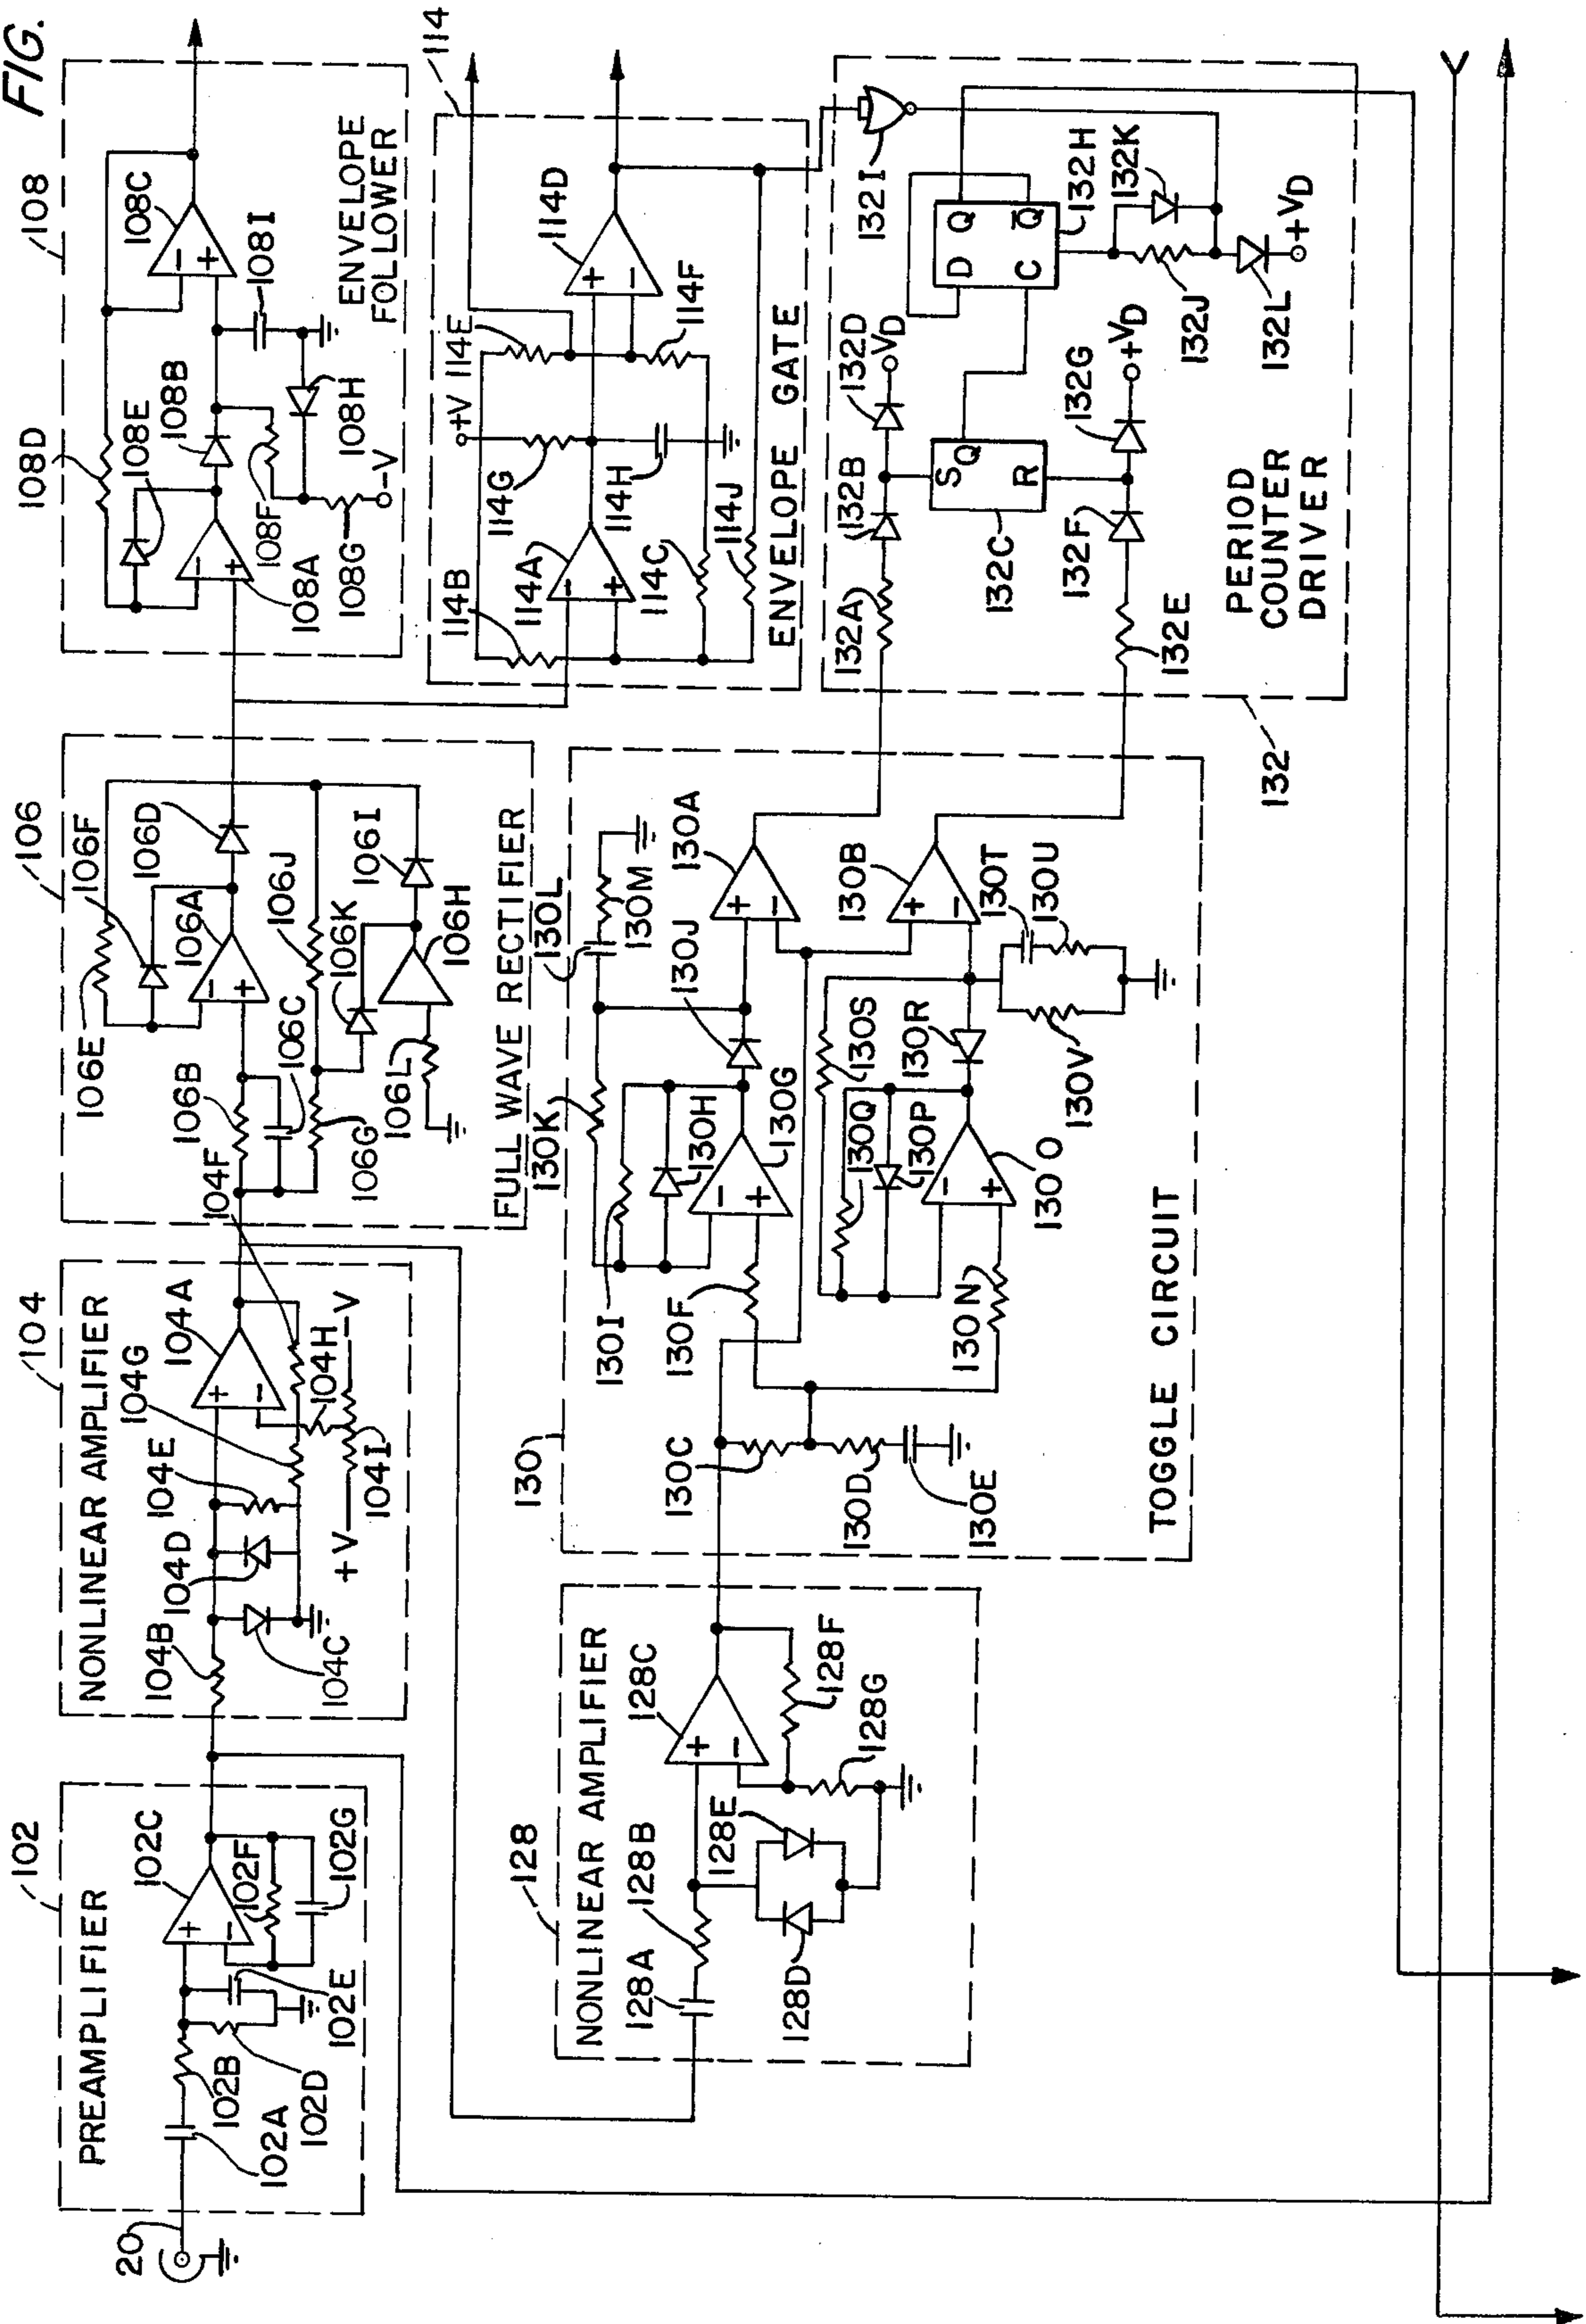 FIG.
102
PREAMPLIFIER
20
102A
102B
102C
102D
102E
102F
102G
104
NONLINEAR AMPLIFIER
104A
104B
104C
104D
104E
104F
104G
104H
104I
+V
-V
+
-
106
FULL WAVE RECTIFIER
106A
106B
106C
106D
106E
106F
106G
106H
106I
106J
106K
106L
+
-
108
ENVELOPE
FOLLOWER
108A
108B
108C
108D
108E
108F
108G
108H
108I
-V
+
-
114
ENVELOPE GATE
114A
114B
114C
114D
114E
114F
114G
114H
114J
+V
+
-
128
NONLINEAR AMPLIFIER
128A
128B
128C
128D
128E
128F
128G
+
-
130
TOGGLE CIRCUIT
130A
130B
130C
130D
130E
130F
130G
130H
130I
130J
130K
130L
130M
130N
130O
130P
130Q
130R
130S
130T
130U
130V
+
-
132
PERIOD
COUNTER
DRIVER
132A
132B
132C
132D
132E
132F
132G
132H
132I
132J
132K
132L
VD
+VD
+VD
S
Q
R
D
Q
C
Q̅